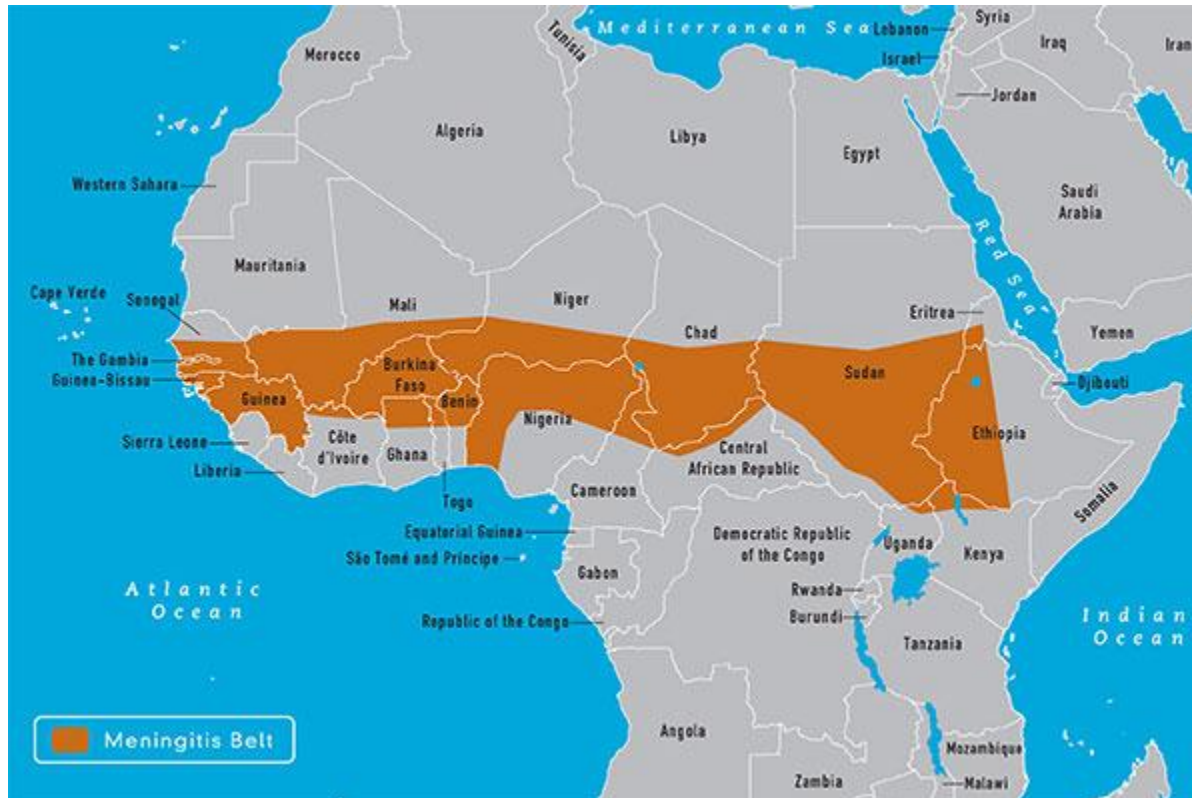 Mediterranean Sea
Lebanon
Syria
Tunisia
Morocco
Israel
Iraq
Iran
Jordan
Algeria
Libya
Egypt
Western Sahara
Saudi
Arabia
Red Sea
Mauritania
Cape Verde
Senegal
Mali
Niger
Chad
Eritrea
Yemen
The Gambia
Guinea-Bissau
Burkina
Faso
Sudan
Djibouti
Guinea
Benin
Nigeria
Ethiopia
Sierra Leone
Côte
d'Ivoire
Ghana
Central
African Republic
Liberia
Togo
Cameroon
Somalia
Equatorial Guinea
Democratic Republic
of the Congo
Uganda
Kenya
São Tomé and Príncipe
Gabon
Atlantic
Ocean
Rwanda
Republic of the Congo
Burundi
Indian
Ocean
Tanzania
Angola
Meningitis Belt
Mozambique
Zambia
Malawi